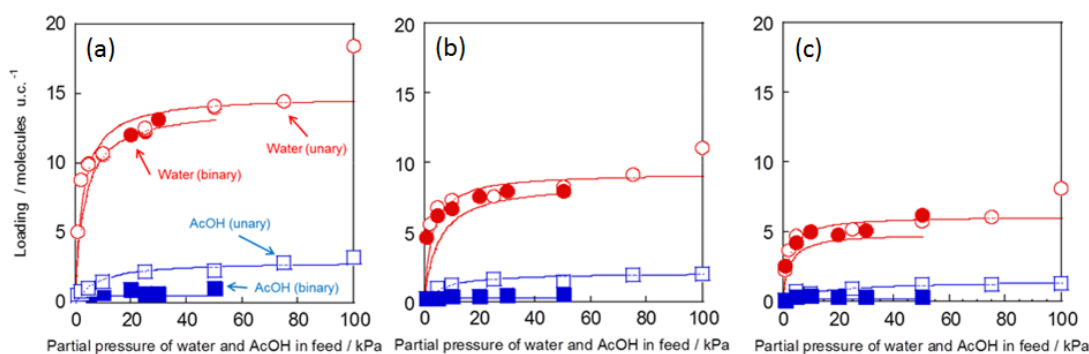 (a)
(b)
(c)
Loading / molecules u.c.⁻¹
20
15
10
5
0
20
15
10
5
0
20
15
10
5
0
Water (unary)
Water (binary)
AcOH (unary)
AcOH (binary)
0 20 40 60 80 100
0 20 40 60 80 100
0 20 40 60 80 100
Partial pressure of water and AcOH in feed / kPa
Partial pressure of water and AcOH in feed / kPa
Partial pressure of water and AcOH in feed / kPa